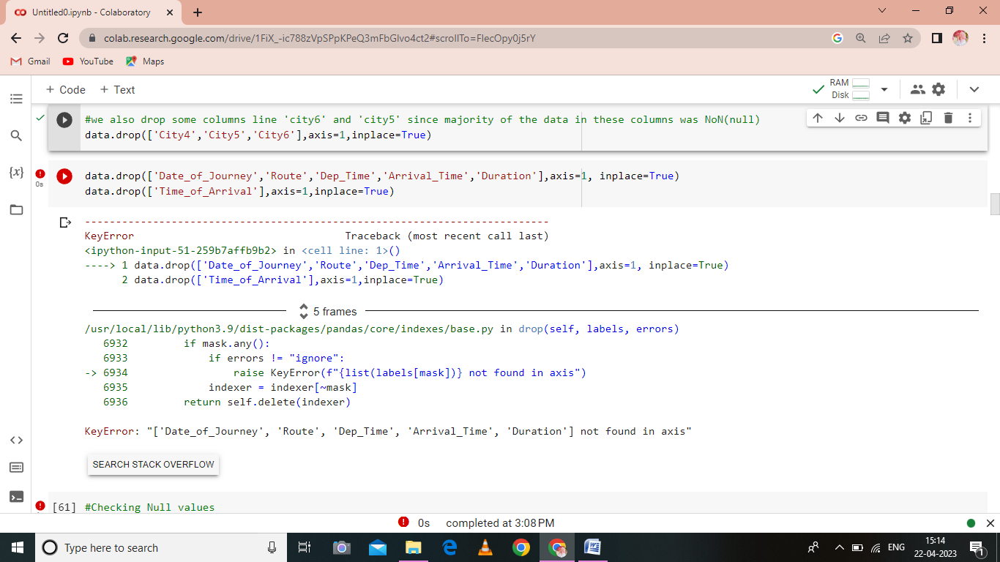 Untitled0.ipynb - Colaboratory
colab.research.google.com/drive/1FiX_-ic788zVpSPpKPeQ3mFbGlvo4ct2#scrollTo=FIecOpy0j5rY
Gmail YouTube Maps
+ Code + Text RAM
Disk
#we also drop some columns line 'city6' and 'city5' since majority of the data in these columns was NoN(null)
data.drop(['City4','City5','City6'],axis=1,inplace=True)
{x}
0s
data.drop(['Date_of_Journey','Route','Dep_Time','Arrival_Time','Duration'],axis=1, inplace=True)
data.drop(['Time_of_Arrival'],axis=1,inplace=True)
---------------------------------------------------------------------------
KeyError Traceback (most recent call last)
<ipython-input-51-259b7affb9b2> in <cell line: 1>()
----> 1 data.drop(['Date_of_Journey','Route','Dep_Time','Arrival_Time','Duration'],axis=1, inplace=True)
2 data.drop(['Time_of_Arrival'],axis=1,inplace=True)
5 frames
/usr/local/lib/python3.9/dist-packages/pandas/core/indexes/base.py in drop(self, labels, errors)
6932 if mask.any():
6933 if errors != "ignore":
-> 6934 raise KeyError(f"{list(labels[mask])} not found in axis")
6935 indexer = indexer[~mask]
6936 return self.delete(indexer)
KeyError: "['Date_of_Journey', 'Route', 'Dep_Time', 'Arrival_Time', 'Duration'] not found in axis"
SEARCH STACK OVERFLOW
[61] #Checking Null values
0s completed at 3:08 PM
Type here to search
ENG
15:14
22-04-2023
1